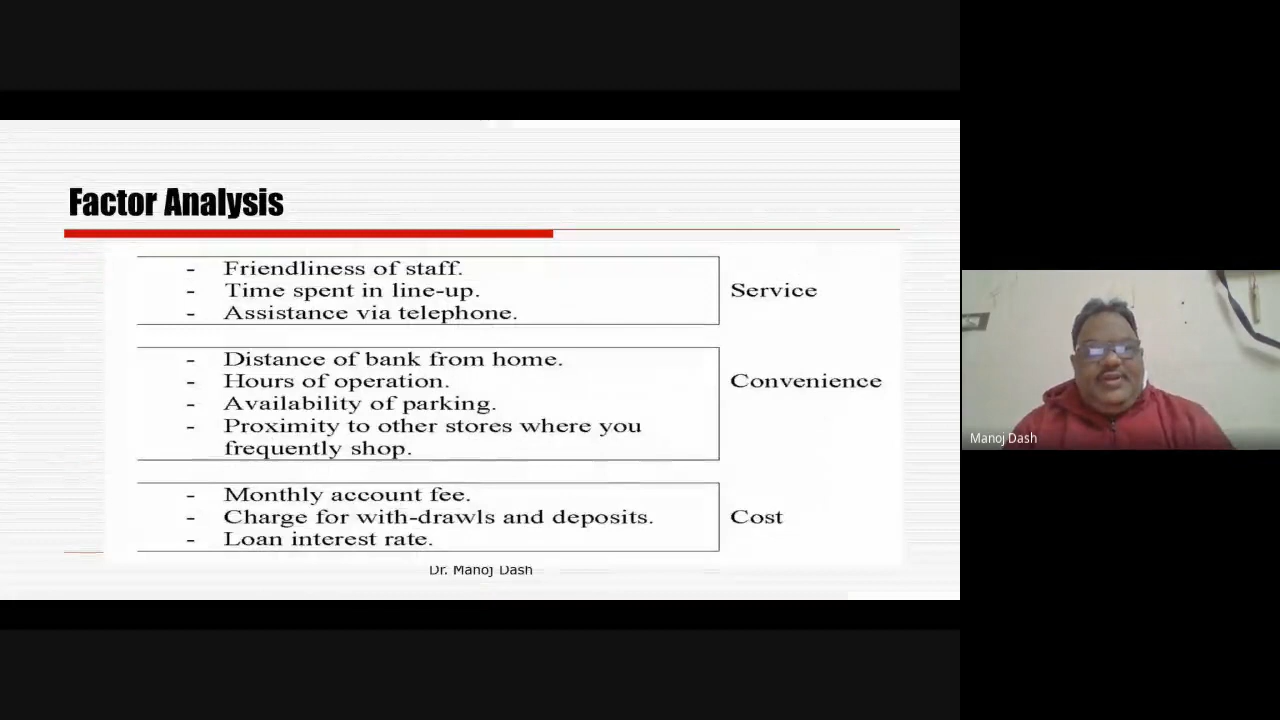 Factor Analysis
- Friendliness of staff.
- Time spent in line-up.
- Assistance via telephone.
Service
- Distance of bank from home.
- Hours of operation.
- Availability of parking.
- Proximity to other stores where you
frequently shop.
Convenience
- Monthly account fee.
- Charge for with-drawls and deposits.
- Loan interest rate.
Cost
Dr. Manoj Dash
Manoj Dash